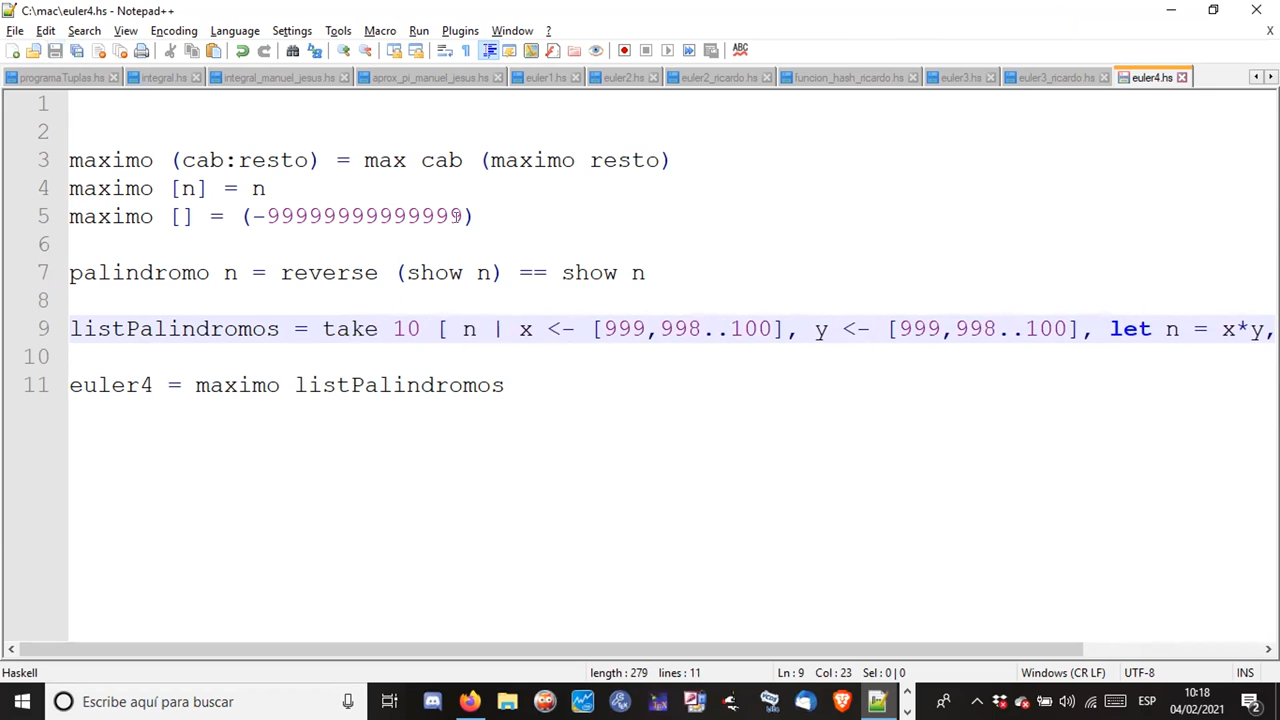 C:\mac\euler4.hs - Notepad++
File Edit Search View Encoding Language Settings Tools Macro Run Plugins Window ? X
programaTuplas.hs integral.hs integral_manuel_jesus.hs aprox_pi_manuel_jesus.hs euler1.hs euler2.hs euler2_ricardo.hs funcion_hash_ricardo.hs euler3.hs euler3_ricardo.hs euler4.hs
1
2
3 maximo (cab:resto) = max cab (maximo resto)
4 maximo [n] = n
5 maximo [] = (-99999999999999)
6
7 palindromo n = reverse (show n) == show n
8
9 listPalindromos = take 10 [ n | x <- [999,998..100], y <- [999,998..100], let n = x*y,
10
11 euler4 = maximo listPalindromos
Haskell length : 279 lines : 11 Ln : 9 Col : 23 Sel : 0 | 0 Windows (CR LF) UTF-8 INS
Escribe aquí para buscar ESP 10:18
04/02/2021 2